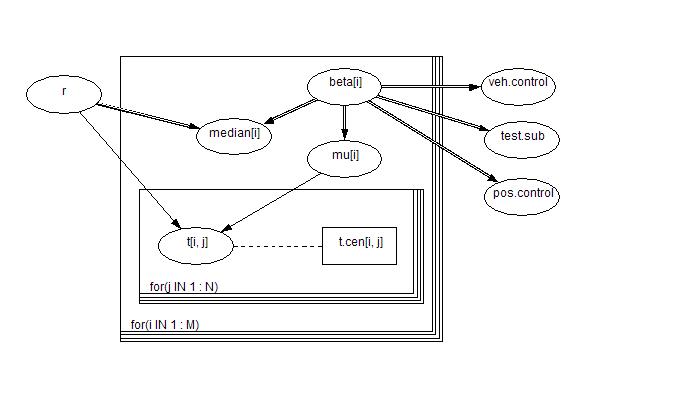 beta[i]
veh.control
r
median[i]
test.sub
mu[i]
pos.control
t[i, j]
t.cen[i, j]
for(j IN 1 : N)
for(i IN 1 : M)